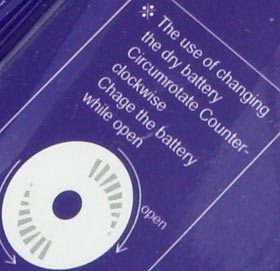 ※ The use of changing
the dry battery
Circumrotate Counter-
clockwise
Chage the battery
while open
open